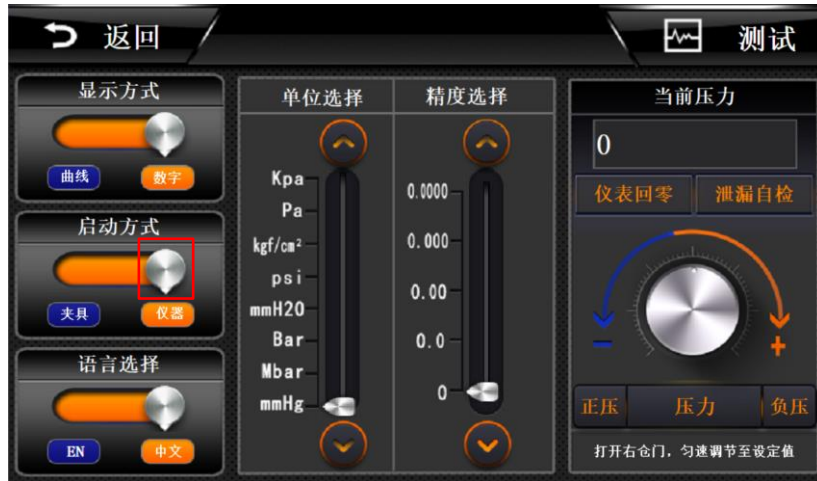 返回
测试
显示方式
曲线 数字
启动方式
夹具 仪器
语言选择
EN 中文
单位选择
Kpa
Pa
kgf/cm²
psi
mmH20
Bar
Mbar
mmHg
精度选择
0.0000
0.000
0.00
0.0
0
当前压力
0
仪表回零 泄漏自检
− +
正压 压力 负压
打开右仓门，匀速调节至设定值